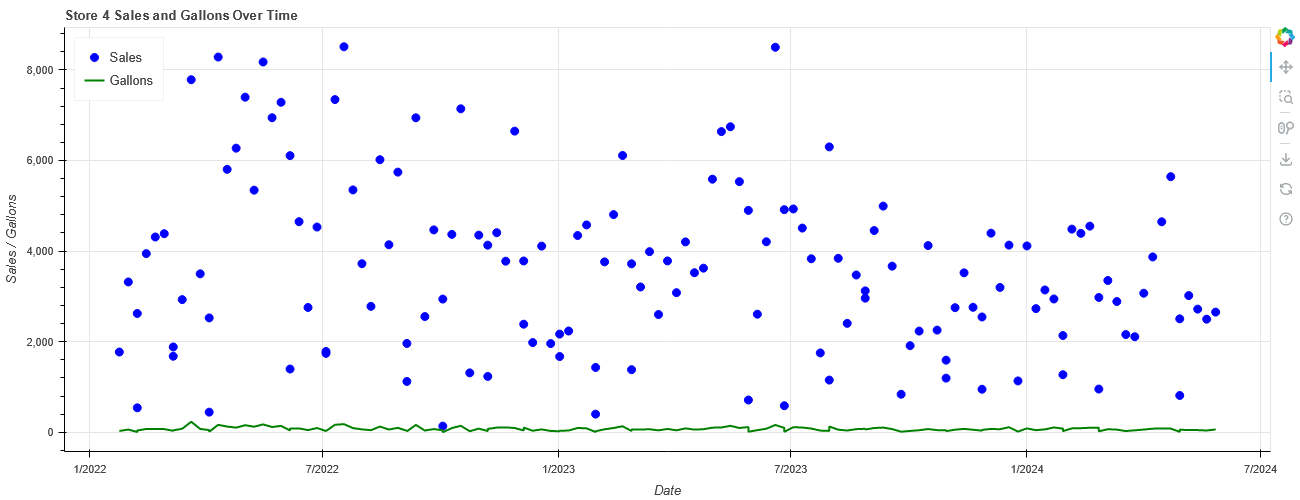 Store 4 Sales and Gallons Over Time
Sales
Gallons
8,000
6,000
4,000
2,000
0
Sales / Gallons
1/2022
7/2022
1/2023
7/2023
1/2024
7/2024
Date